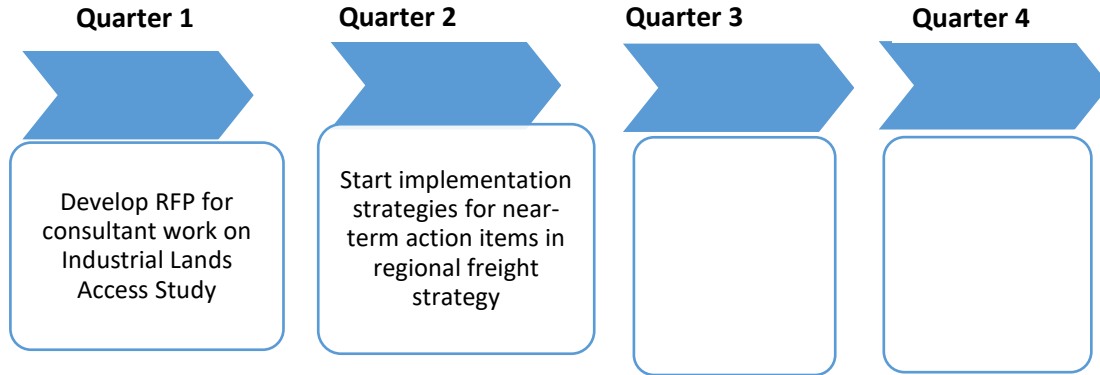 Quarter 1
Quarter 2
Quarter 3
Quarter 4
Develop RFP for
consultant work on
Industrial Lands
Access Study
Start implementation
strategies for near-
term action items in
regional freight
strategy